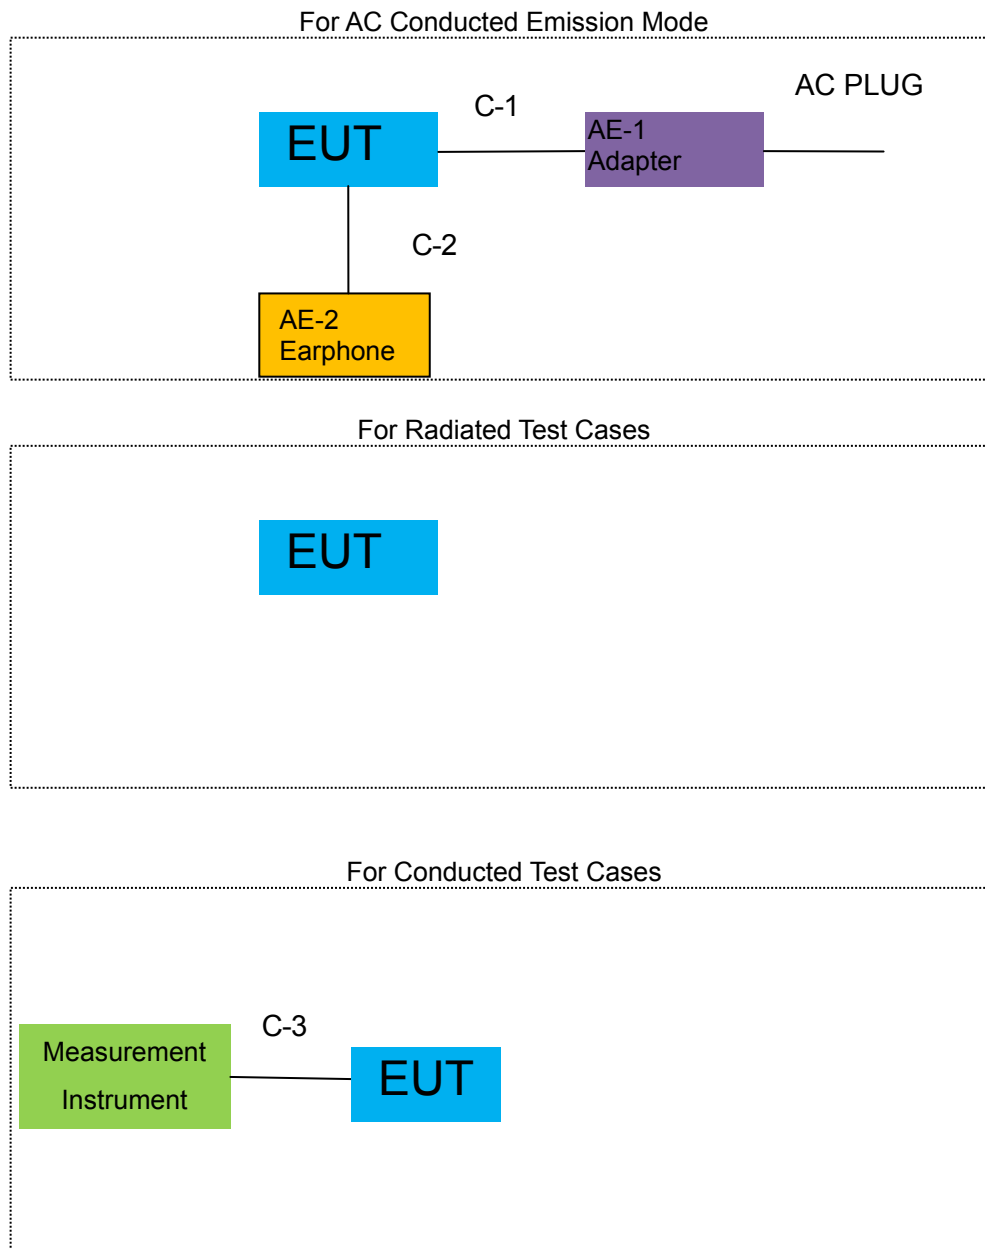 For AC Conducted Emission Mode
AC PLUG
C-1
EUT
AE-1
Adapter
C-2
AE-2
Earphone
For Radiated Test Cases
EUT
For Conducted Test Cases
C-3
Measurement
Instrument
EUT